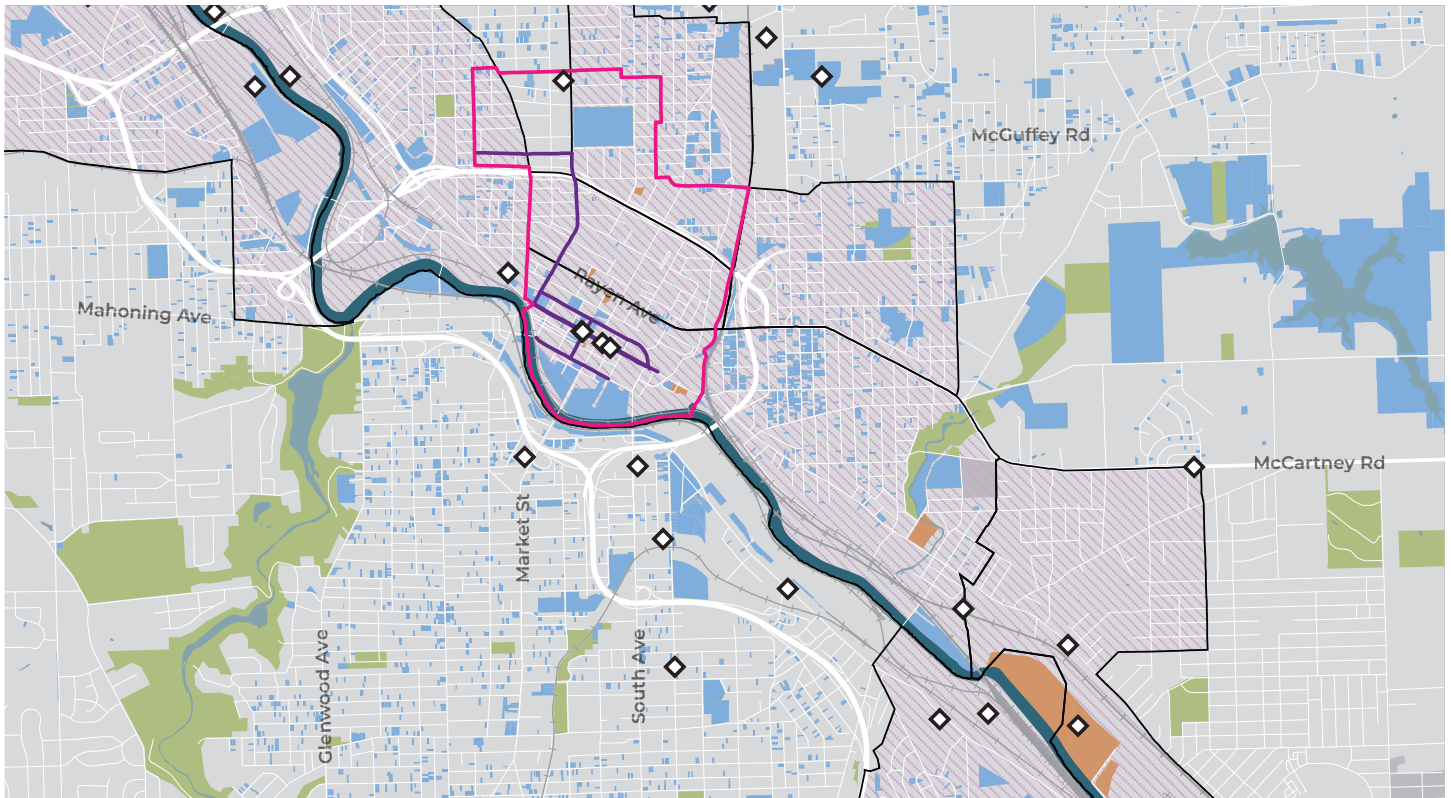 McGuffey Rd
Rayen Ave
Mahoning Ave
McCartney Rd
Market St
Glenwood Ave
South Ave